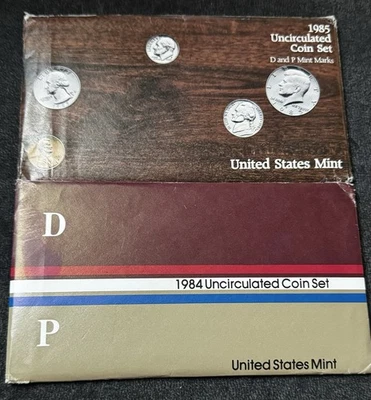 1985
Uncirculated
Coin Set
D and P Mint Marks
United States Mint
D
1984 Uncirculated Coin Set
P
United States Mint